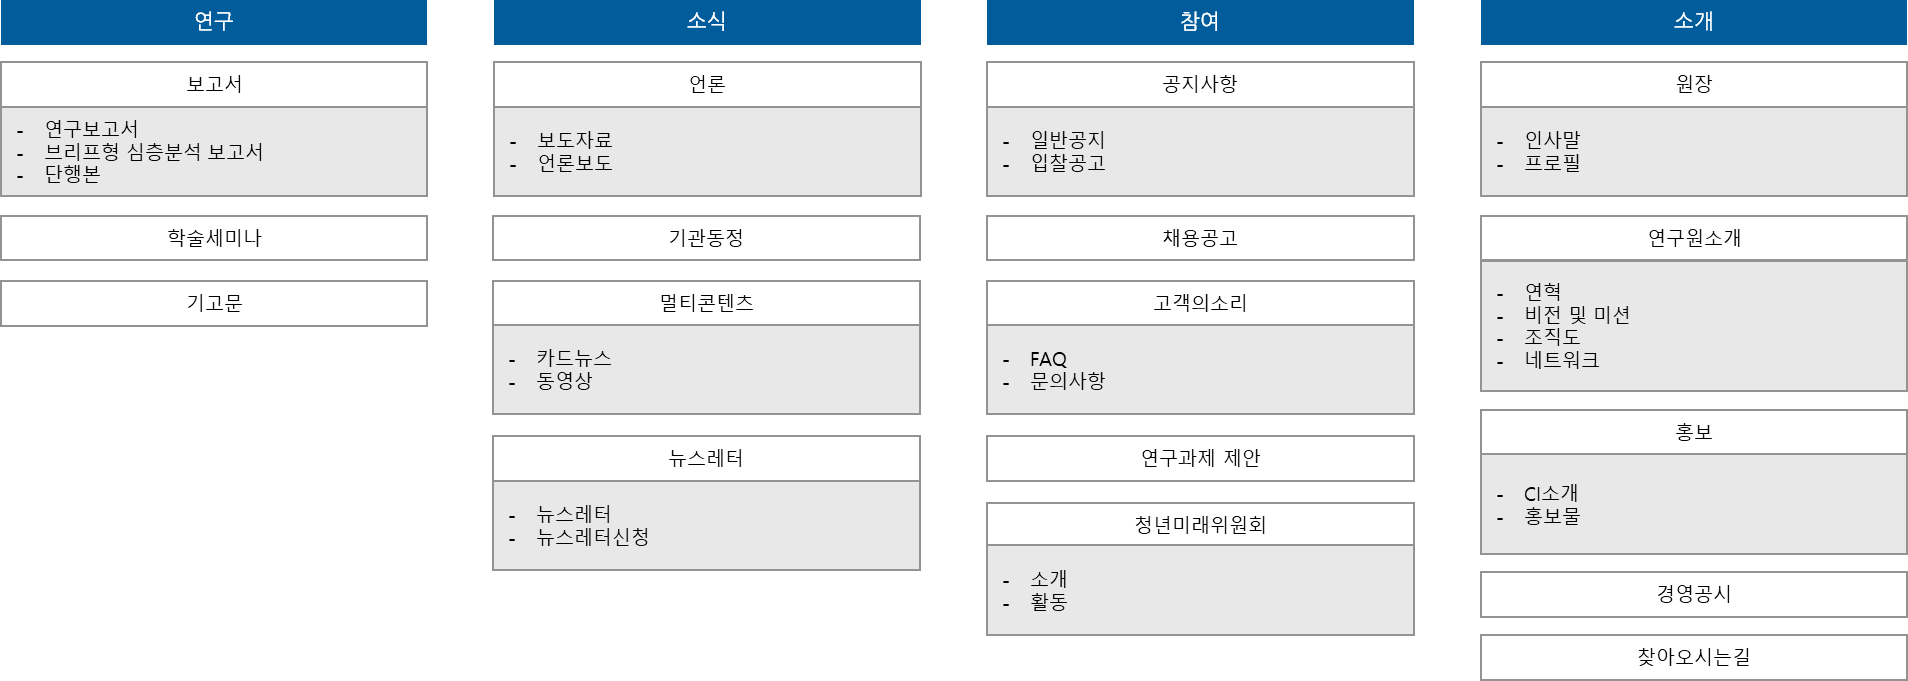 연구
보고서
- 연구보고서
- 브리프형 심층분석 보고서
- 단행본
학술세미나
기고문
소식
언론
- 보도자료
- 언론보도
기관동정
멀티콘텐츠
- 카드뉴스
- 동영상
뉴스레터
- 뉴스레터
- 뉴스레터신청
참여
공지사항
- 일반공지
- 입찰공고
채용공고
고객의소리
- FAQ
- 문의사항
연구과제 제안
청년미래위원회
- 소개
- 활동
소개
원장
- 인사말
- 프로필
연구원소개
- 연혁
- 비전 및 미션
- 조직도
- 네트워크
홍보
- CI소개
- 홍보물
경영공시
찾아오시는길